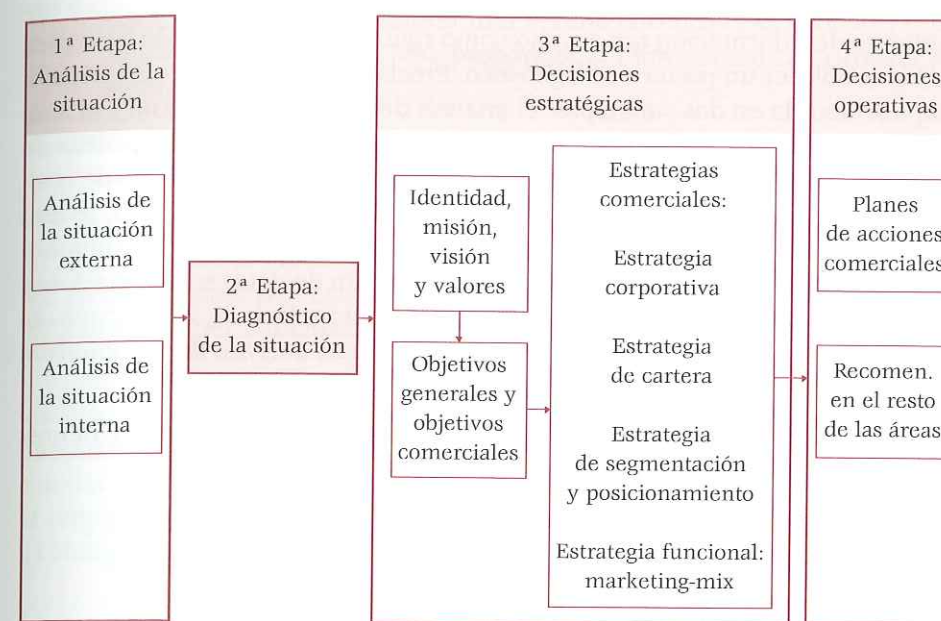 1ª Etapa:
Análisis de la
situación
Análisis de
la situación
externa
Análisis de
la situación
interna
2ª Etapa:
Diagnóstico
de la situación
3ª Etapa:
Decisiones
estratégicas
Identidad,
misión,
visión
y valores
Objetivos
generales y
objetivos
comerciales
Estrategias
comerciales:
Estrategia
corporativa
Estrategia
de cartera
Estrategia
de segmentación
y posicionamiento
Estrategia funcional:
marketing-mix
4ª Etapa:
Decisiones
operativas
Planes
de acciones
comerciales
Recomen.
en el resto
de las áreas